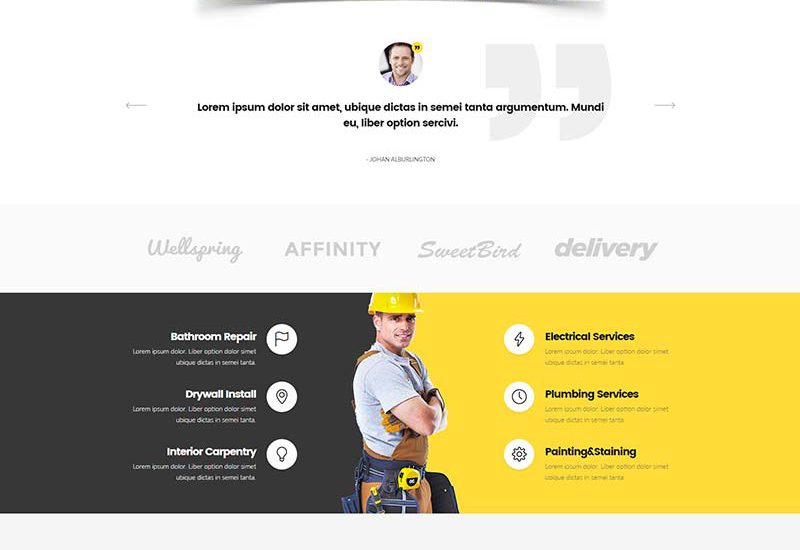 Lorem ipsum dolor sit amet, ubique dictas in semei tanta argumentum. Mundi
eu, liber option sercivi.
- JOHAN ALBURLINGTON
Wellspring
AFFINITY
SweetBird
delivery
Bathroom Repair
Lorem ipsum dolor. Liber option dolor simet
ubique dictas in semei tanta.
Drywall Install
Lorem ipsum dolor. Liber option dolor simet
ubique dictas in semei tanta.
Interior Carpentry
Lorem ipsum dolor. Liber option dolor simet
ubique dictas in semei tanta.
Electrical Services
Lorem ipsum dolor. Liber option dolor simet
ubique dictas in semei tanta.
Plumbing Services
Lorem ipsum dolor. Liber option dolor simet
ubique dictas in semei tanta.
Painting&Staining
Lorem ipsum dolor. Liber option dolor simet
ubique dictas in semei tanta.